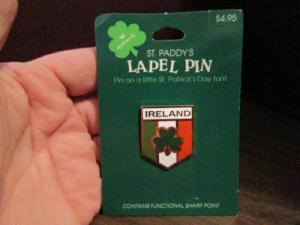 $4.95
ST. PADDY'S
LAPEL PIN
Pin on a little St. Patrick's Day fun!
IRELAND
CONTAINS FUNCTIONAL SHARP POINT